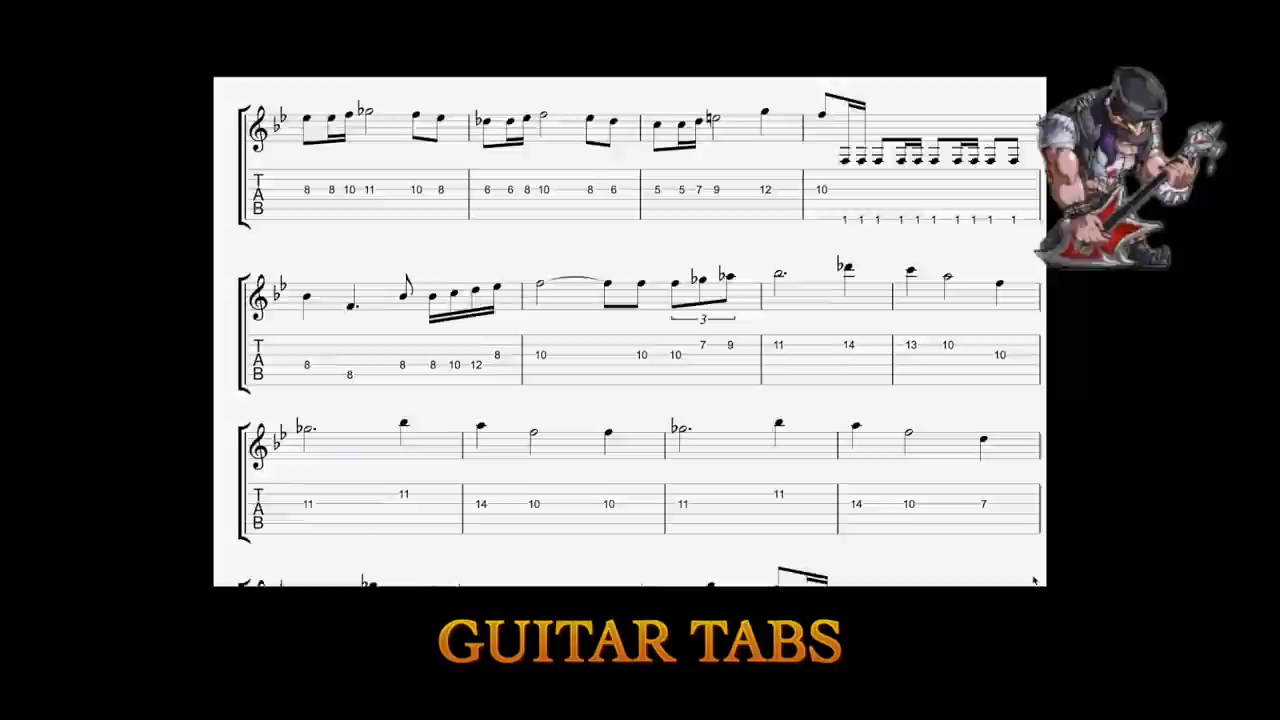 8 8 10 11 10 8 6 6 8 10 8 6 5 5 7 9 12 10
T
A
B
1 1 1 1 1 1 1 1 1 1
3
7 9 11 14 13 10
T
8 10 10 10 10
A
8 8 8 10 12
B
8
11 11
T
11 14 10 10 11 14 10 7
A
B
GUITAR TABS